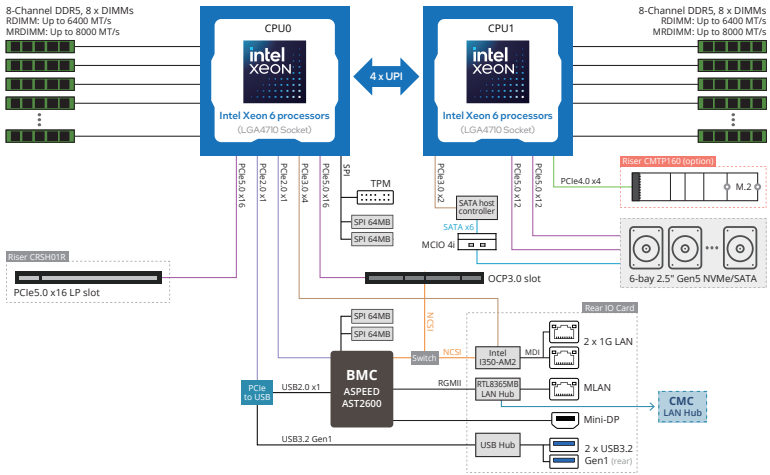 8-Channel DDR5, 8 x DIMMs
RDIMM: Up to 6400 MT/s
MRDIMM: Up to 8000 MT/s
CPU0
intel
XEON
Intel Xeon 6 processors
(LGA4710 Socket)
4 x UPI
CPU1
intel
XEON
Intel Xeon 6 processors
(LGA4710 Socket)
8-Channel DDR5, 8 x DIMMs
RDIMM: Up to 6400 MT/s
MRDIMM: Up to 8000 MT/s
PCIe5.0 x16
PCIe2.0 x1
PCIe2.0 x1
PCIe3.0 x4
PCIe5.0 x16
SPI
TPM
SPI 64MB
SPI 64MB
PCIe3.0 x2
SATA host
controller
SATA x6
MCIO 4i
PCIe5.0 x12
PCIe5.0 x12
PCIe4.0 x4
Riser CMTP160 (option)
M.2
6-bay 2.5" Gen5 NVMe/SATA
Riser CRSH01R
PCIe5.0 x16 LP slot
OCP3.0 slot
NCSI
SPI 64MB
SPI 64MB
Switch
NCSI
Rear IO Card
Intel
I350-AM2
MDI
2 x 1G LAN
BMC
ASPEED
AST2600
PCIe
to USB
USB2.0 x1
RGMII
RTL8365MB
LAN Hub
MLAN
CMC
LAN Hub
Mini-DP
USB3.2 Gen1
USB Hub
2 x USB3.2
Gen1 (rear)